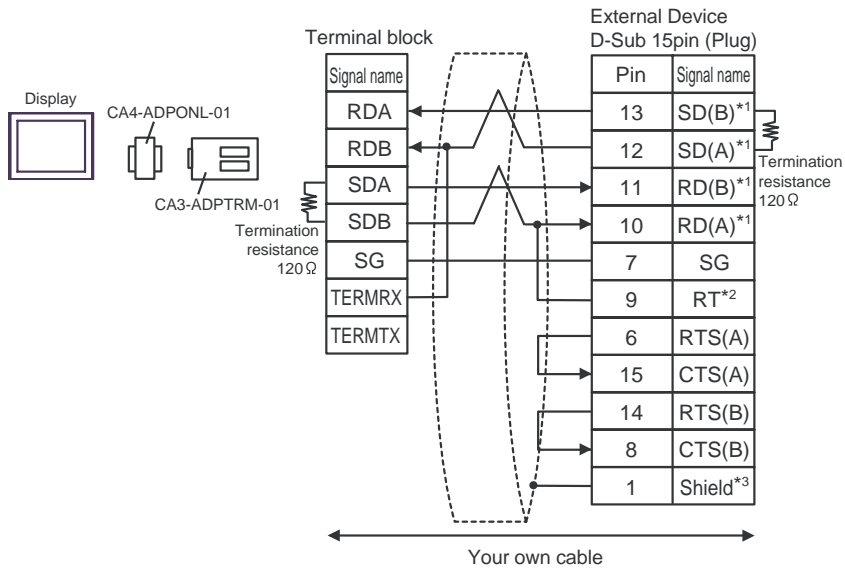 External Device
D-Sub 15pin (Plug)
Terminal block
Display
CA4-ADPONL-01
CA3-ADPTRM-01
Signal name
RDA
RDB
SDA
SDB
SG
TERMRX
TERMTX
Termination
resistance
120Ω
Pin Signal name
13 SD(B)*1
12 SD(A)*1
11 RD(B)*1
10 RD(A)*1
7 SG
9 RT*2
6 RTS(A)
15 CTS(A)
14 RTS(B)
8 CTS(B)
1 Shield*3
Termination
resistance
120Ω
Your own cable